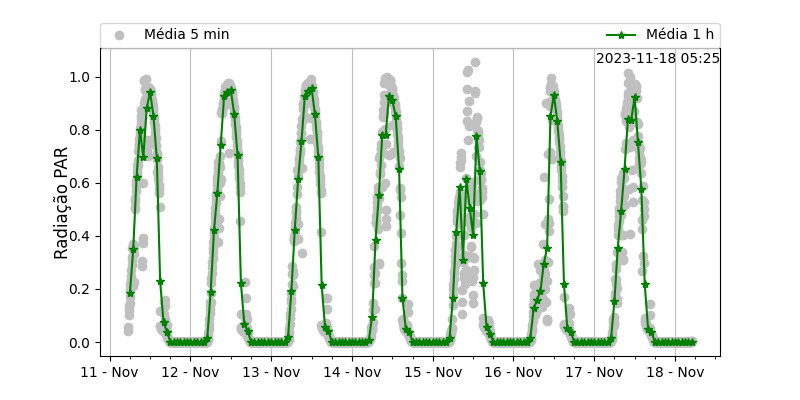 Média 5 min
Média 1 h
2023-11-18 05:25
Radiação PAR
1.0
0.8
0.6
0.4
0.2
0.0
11 - Nov
12 - Nov
13 - Nov
14 - Nov
15 - Nov
16 - Nov
17 - Nov
18 - Nov